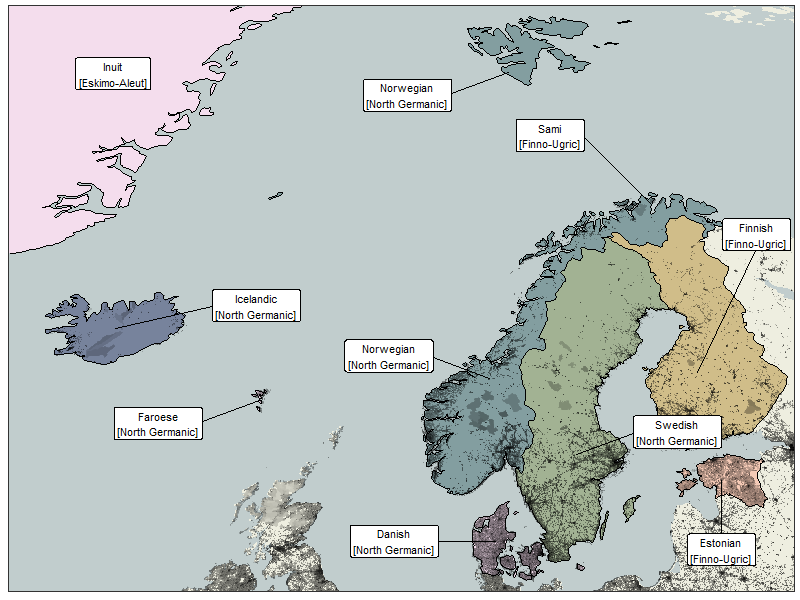 Inuit
[Eskimo-Aleut]
Norwegian
[North Germanic]
Sami
[Finno-Ugric]
Finnish
[Finno-Ugric]
Icelandic
[North Germanic]
Norwegian
[North Germanic]
Faroese
[North Germanic]
Swedish
[North Germanic]
Danish
[North Germanic]
Estonian
[Finno-Ugric]